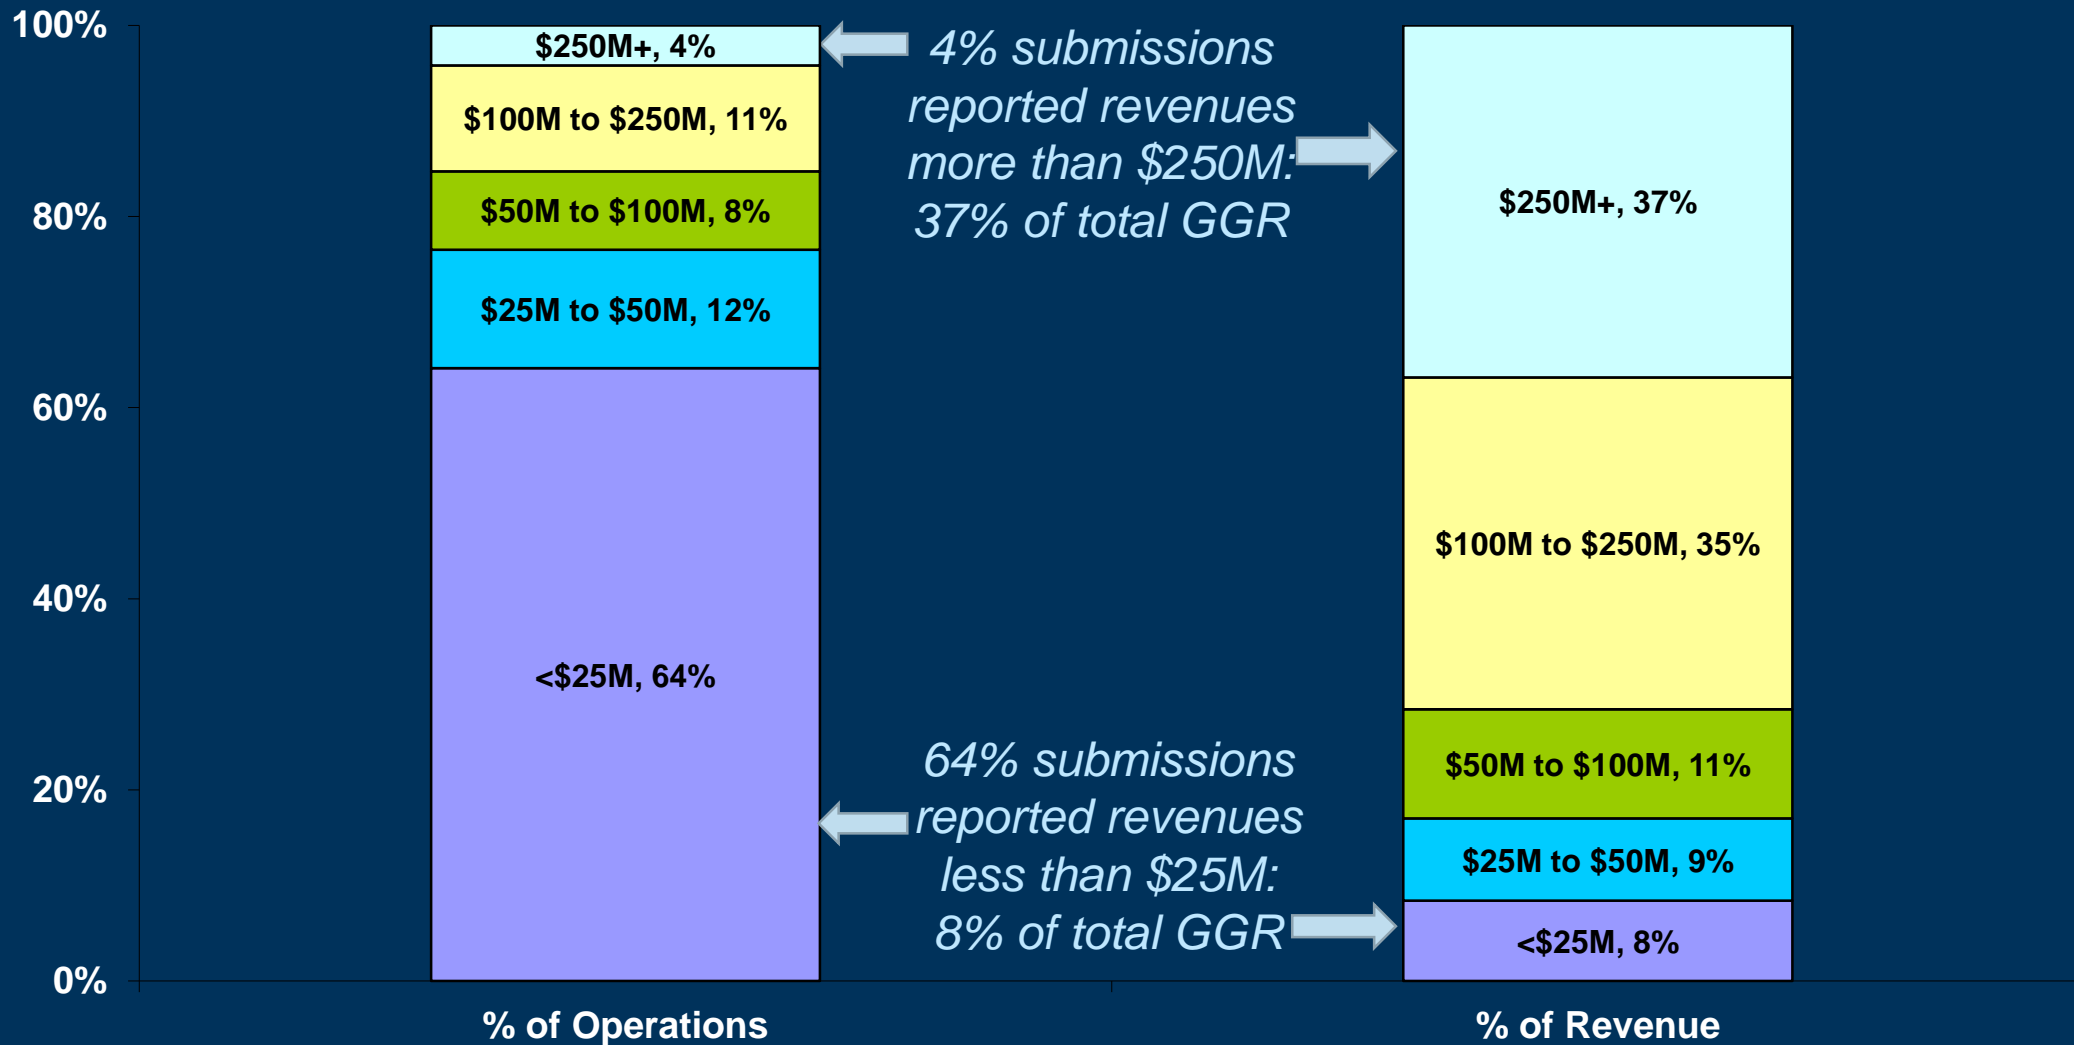 100%
80%
60%
40%
20%
0%
$250M+, 4%
$100M to $250M, 11%
$50M to $100M, 8%
$25M to $50M, 12%
<$25M, 64%
4% submissions
reported revenues
more than $250M:
37% of total GGR
64% submissions
reported revenues
less than $25M:
8% of total GGR
$250M+, 37%
$100M to $250M, 35%
$50M to $100M, 11%
$25M to $50M, 9%
<$25M, 8%
% of Operations
% of Revenue